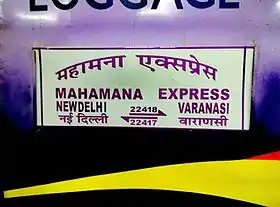 LUGGAGE
महामना एक्सप्रेस
MAHAMANA EXPRESS
NEWDELHI 22418 VARANASI
नई दिल्ली 22417 वाराणसी